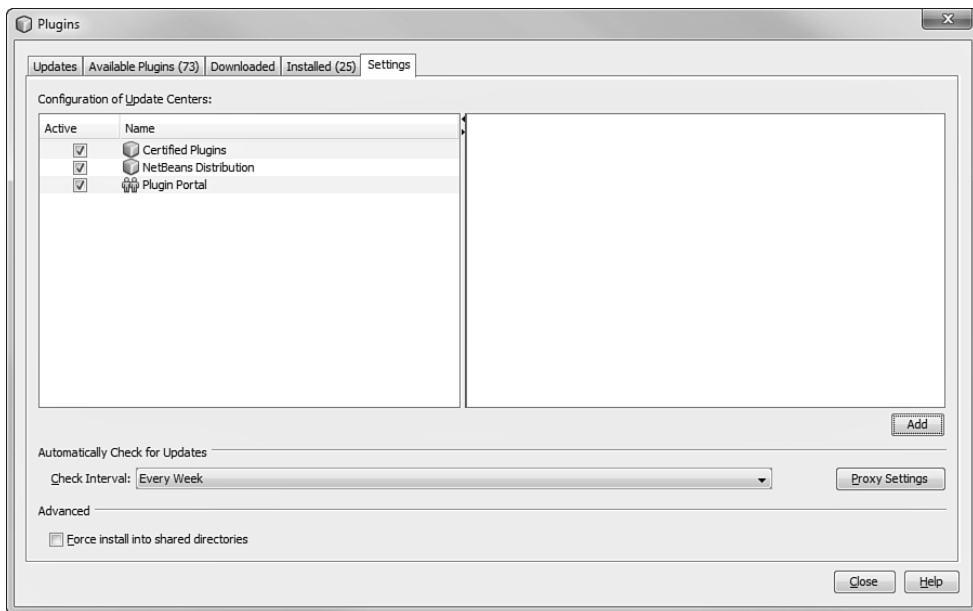 Plugins
Updates Available Plugins (73) Downloaded Installed (25) Settings
Configuration of Update Centers:
Active Name
Certified Plugins
NetBeans Distribution
Plugin Portal
Add
Automatically Check for Updates
Check Interval: Every Week Proxy Settings
Advanced
Force install into shared directories
Close Help